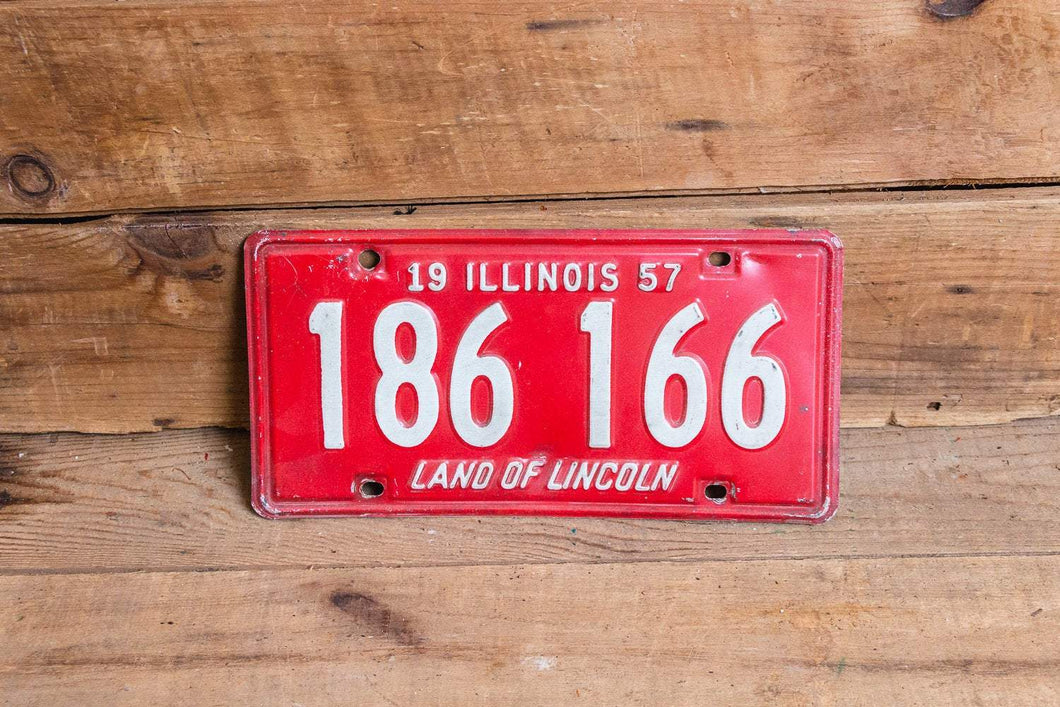 19 ILLINOIS 57
186 166
LAND OF LINCOLN